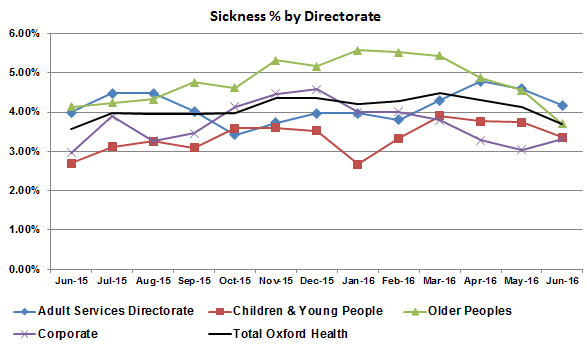 Sickness % by Directorate
6.00%
5.00%
4.00%
3.00%
2.00%
1.00%
0.00%
Jun-15 Jul-15 Aug-15 Sep-15 Oct-15 Nov-15 Dec-15 Jan-16 Feb-16 Mar-16 Apr-16 May-16 Jun-16
Adult Services Directorate Children & Young People Older Peoples
Corporate Total Oxford Health